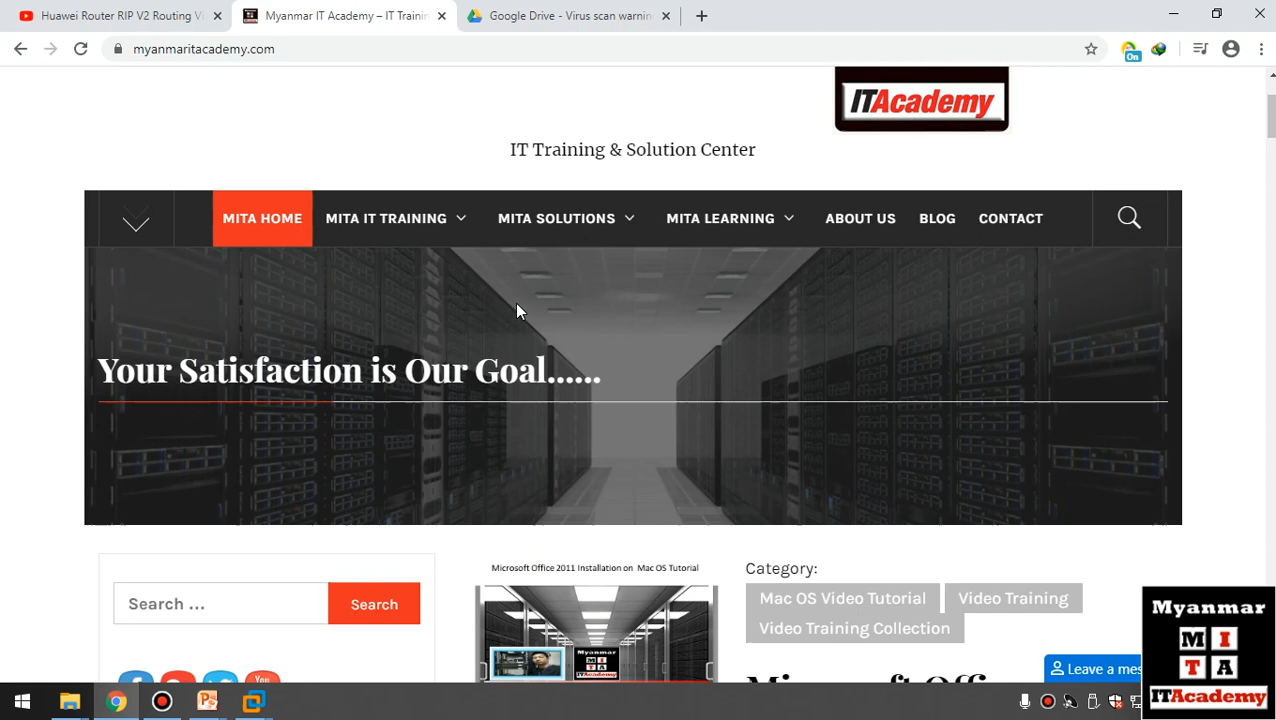 Huawei Router RIP V2 Routing V
Myanmar IT Academy – IT Trainin
Google Drive - Virus scan warnin
myanmaritacademy.com
On
ITAcademy
IT Training & Solution Center
MITA HOME
MITA IT TRAINING
MITA SOLUTIONS
MITA LEARNING
ABOUT US
BLOG
CONTACT
Your Satisfaction is Our Goal......
Search ...
Search
You
Microsoft Office 2011 Installation on Mac OS Tutorial
Category:
Mac OS Video Tutorial
Video Training
Video Training Collection
Leave a mes
Myanmar
M I
T A
ITAcademy